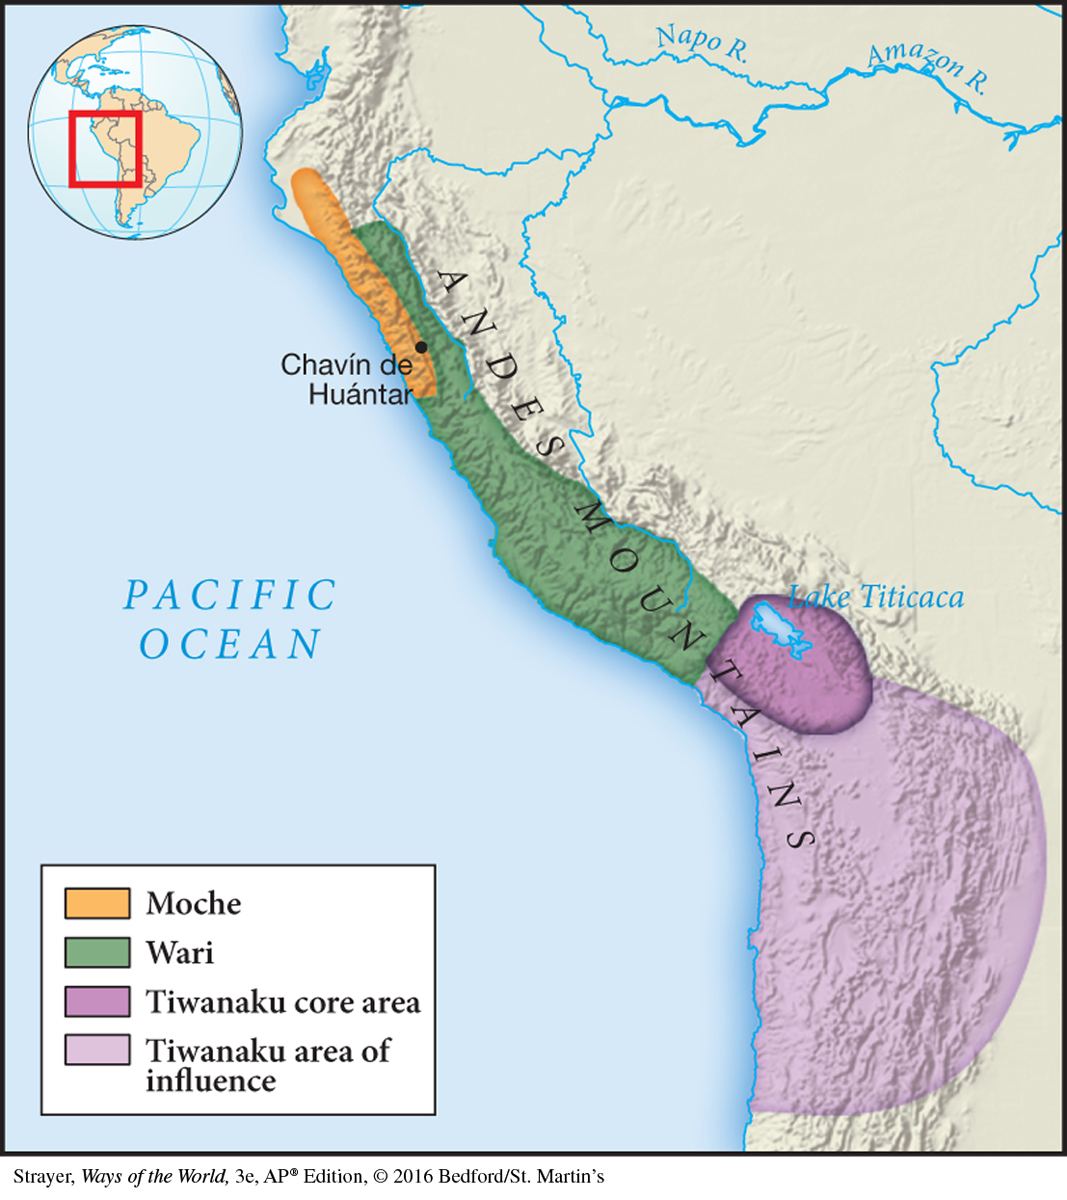 Napo R.
Amazon R.
ANDES MOUNTAINS
Chavín de
Huántar
PACIFIC
OCEAN
Lake Titicaca
Moche
Wari
Tiwanaku core area
Tiwanaku area of
influence
Strayer, Ways of the World, 3e, AP® Edition, © 2016 Bedford/St. Martin's